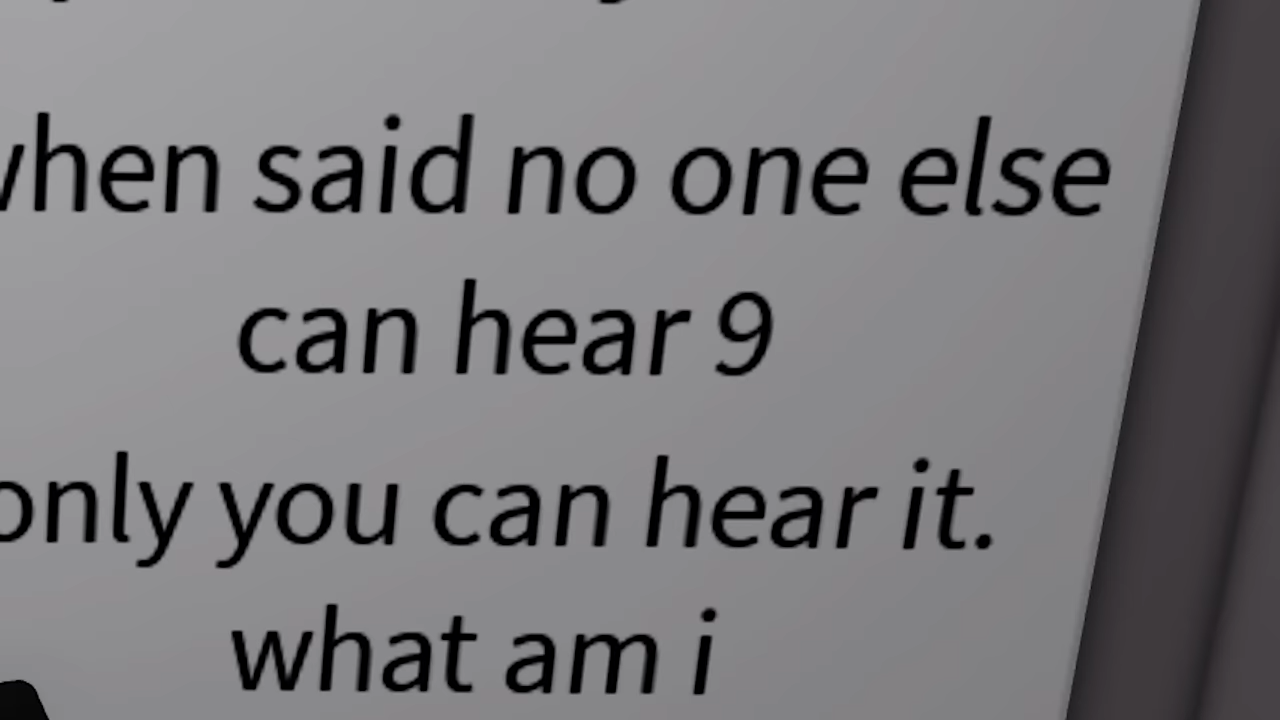 when said no one else
can hear 9
only you can hear it.
what am i